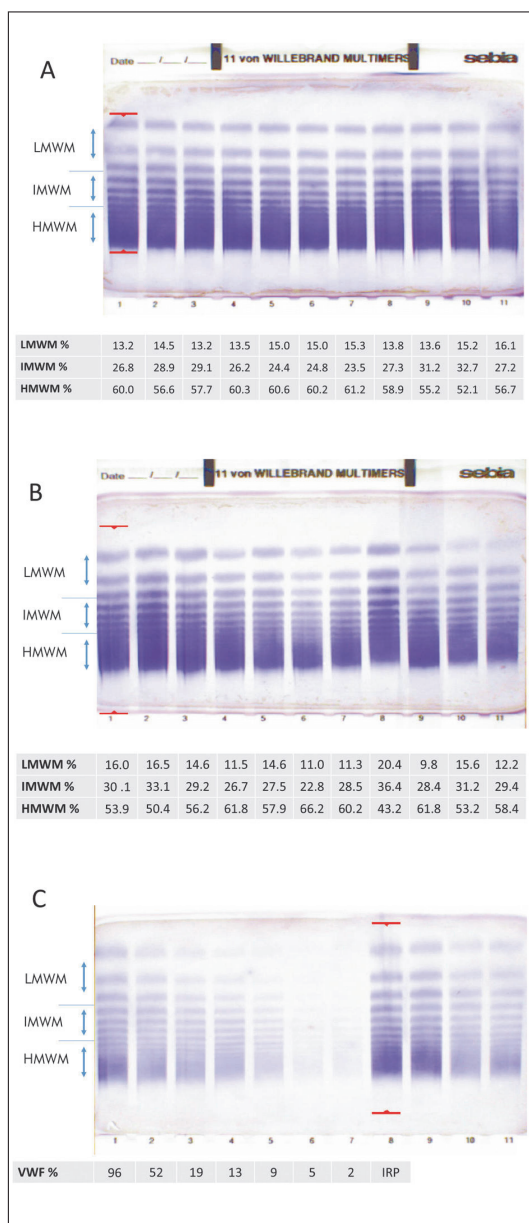 A
Date __/__/__ 11 von WILLEBRAND MULTIMERS sebia
LMWM
IMWM
HMWM
1 2 3 4 5 6 7 8 9 10 11
LMWM % 13.2 14.5 13.2 13.5 15.0 15.0 15.3 13.8 13.6 15.2 16.1
IMWM % 26.8 28.9 29.1 26.2 24.4 24.8 23.5 27.3 31.2 32.7 27.2
HMWM % 60.0 56.6 57.7 60.3 60.6 60.2 61.2 58.9 55.2 52.1 56.7
B
Date __/__/__ 11 von WILLEBRAND MULTIMERS sebia
LMWM
IMWM
HMWM
1 2 3 4 5 6 7 8 9 10 11
LMWM % 16.0 16.5 14.6 11.5 14.6 11.0 11.3 20.4 9.8 15.6 12.2
IMWM % 30 .1 33.1 29.2 26.7 27.5 22.8 28.5 36.4 28.4 31.2 29.4
HMWM % 53.9 50.4 56.2 61.8 57.9 66.2 60.2 43.2 61.8 53.2 58.4
C
LMWM
IMWM
HMWM
1 2 3 4 5 6 7 8 9 10 11
VWF % 96 52 19 13 9 5 2 IRP